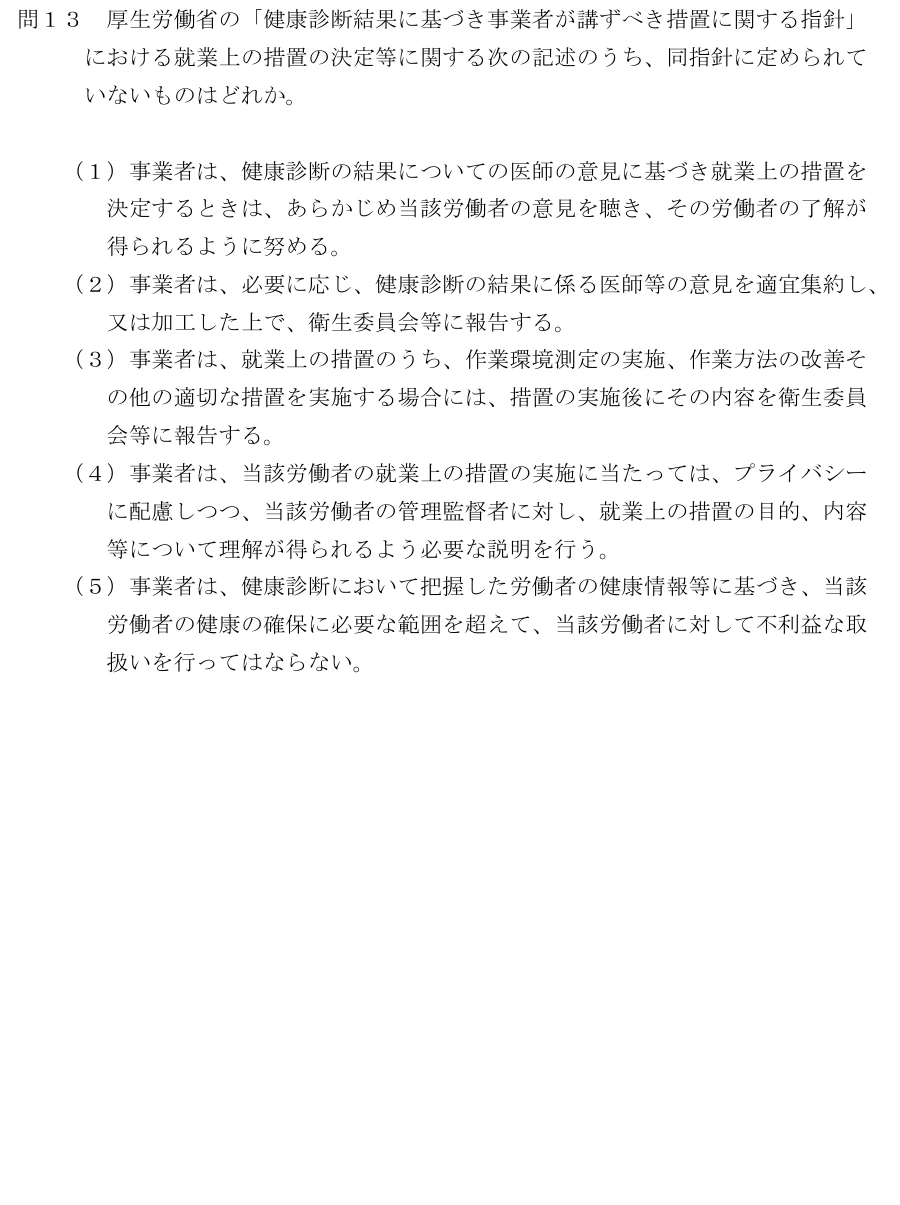 問１３　厚生労働省の「健康診断結果に基づき事業者が講ずべき措置に関する指針」
における就業上の措置の決定等に関する次の記述のうち、同指針に定められて
いないものはどれか。
（１）事業者は、健康診断の結果についての医師の意見に基づき就業上の措置を
決定するときは、あらかじめ当該労働者の意見を聴き、その労働者の了解が
得られるように努める。
（２）事業者は、必要に応じ、健康診断の結果に係る医師等の意見を適宜集約し、
又は加工した上で、衛生委員会等に報告する。
（３）事業者は、就業上の措置のうち、作業環境測定の実施、作業方法の改善そ
の他の適切な措置を実施する場合には、措置の実施後にその内容を衛生委員
会等に報告する。
（４）事業者は、当該労働者の就業上の措置の実施に当たっては、プライバシー
に配慮しつつ、当該労働者の管理監督者に対し、就業上の措置の目的、内容
等について理解が得られるよう必要な説明を行う。
（５）事業者は、健康診断において把握した労働者の健康情報等に基づき、当該
労働者の健康の確保に必要な範囲を超えて、当該労働者に対して不利益な取
扱いを行ってはならない。